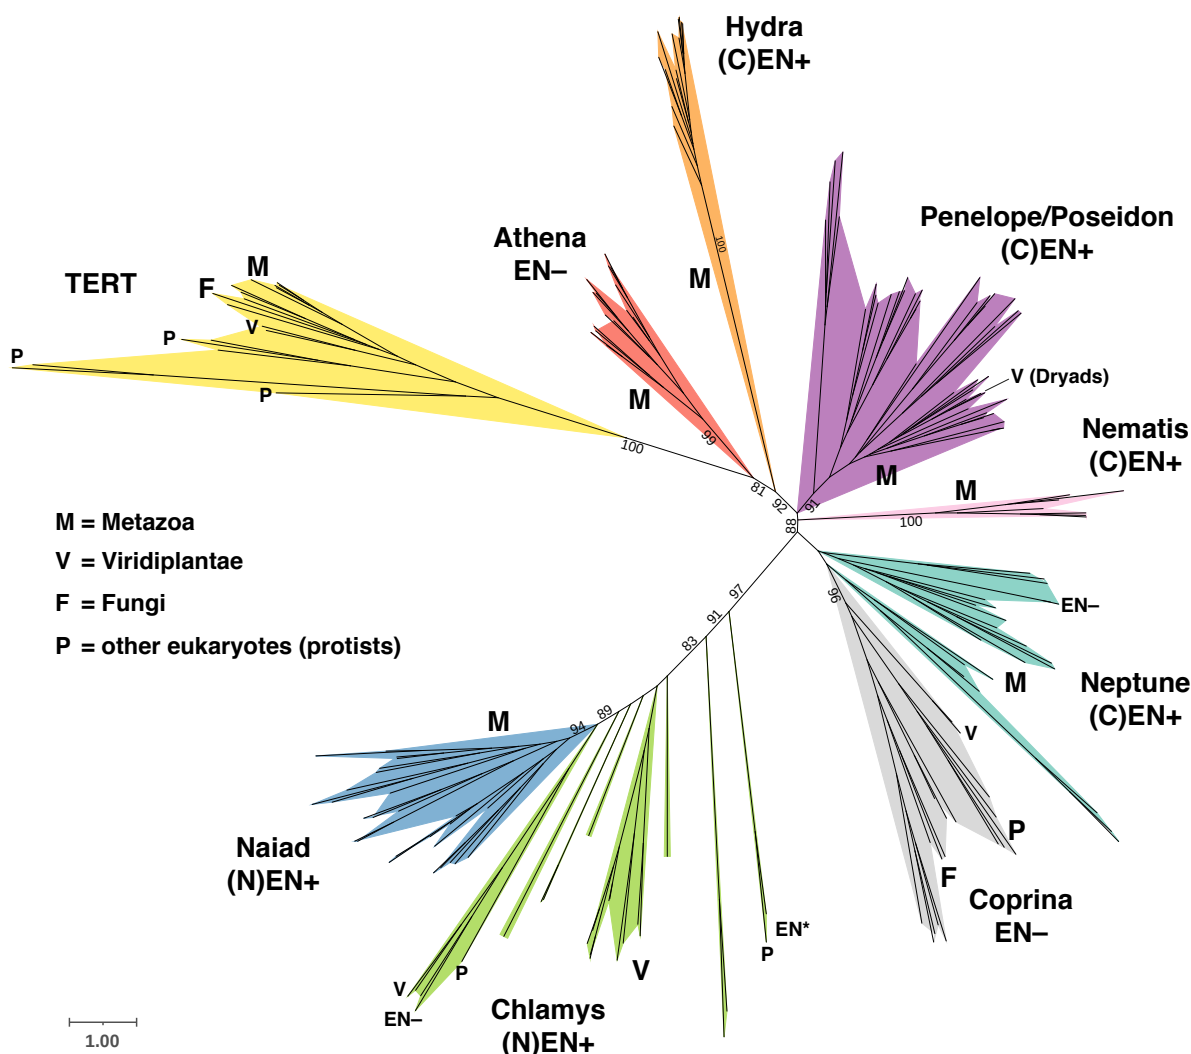 Hydra
(C)EN+
100
M
Penelope/Poseidon
(C)EN+
Athena
EN–
M
99
TERT
M
F
V
P
P
P
100
V (Dryads)
M
Nematis
(C)EN+
M
100
81
92
91
88
M = Metazoa
V = Viridiplantae
F = Fungi
P = other eukaryotes (protists)
97
91
83
96
EN–
M
Neptune
(C)EN+
V
P
F
Coprina
EN–
M
94
89
Naiad
(N)EN+
EN*
P
V
P
V
EN–
Chlamys
(N)EN+
1.00